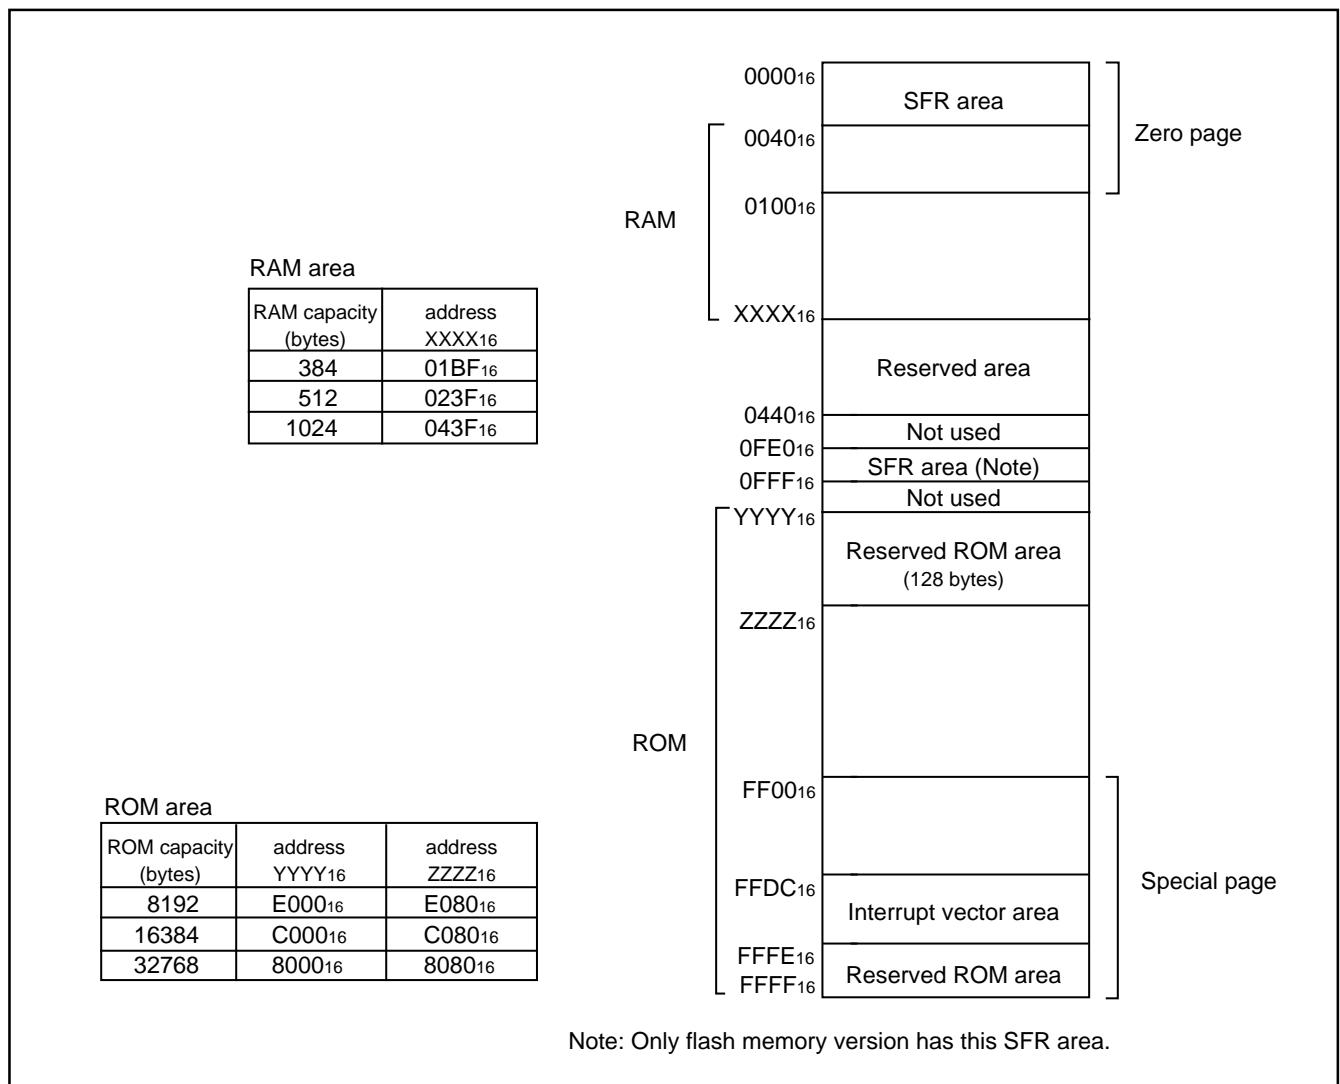 0000₁₆
SFR area
0040₁₆
Zero page
0100₁₆
RAM
XXXX₁₆
Reserved area
0440₁₆
Not used
0FE0₁₆
SFR area (Note)
0FFF₁₆
Not used
YYYY₁₆
Reserved ROM area
(128 bytes)
ZZZZ₁₆
ROM
FF00₁₆
FFDC₁₆
Special page
Interrupt vector area
FFFE₁₆
Reserved ROM area
FFFF₁₆
RAM area
RAM capacity (bytes) address XXXX₁₆
384 01BF₁₆
512 023F₁₆
1024 043F₁₆
ROM area
ROM capacity (bytes) address YYYY₁₆ address ZZZZ₁₆
8192 E000₁₆ E080₁₆
16384 C000₁₆ C080₁₆
32768 8000₁₆ 8080₁₆
Note: Only flash memory version has this SFR area.